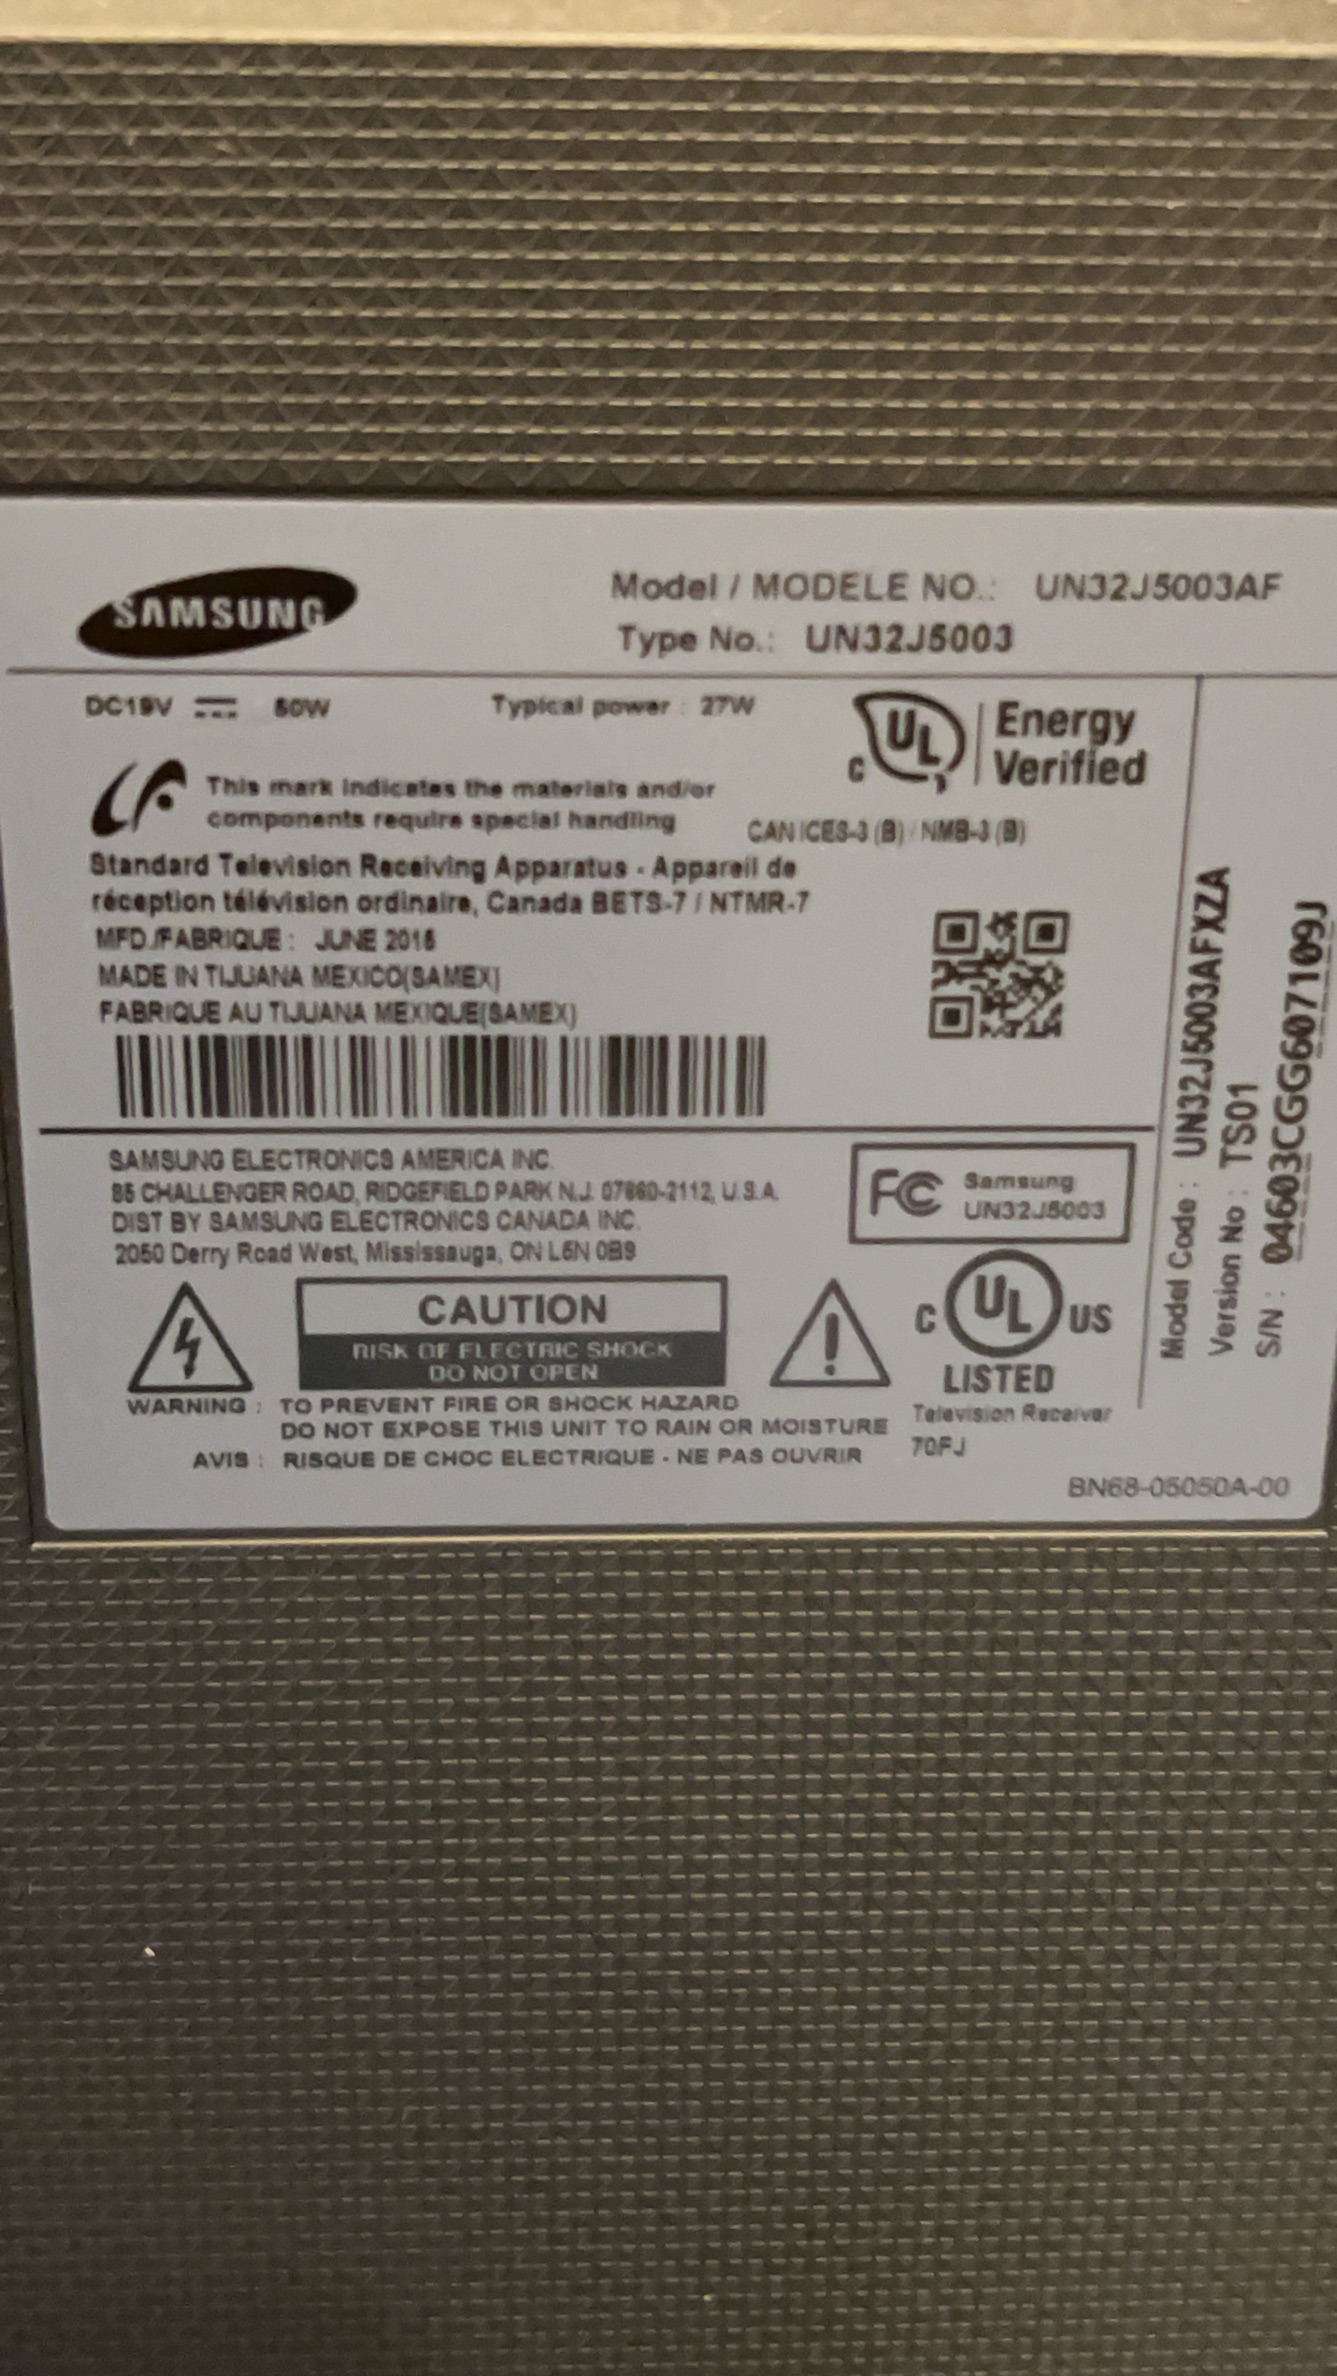 SAMSUNG
Model / MODELE NO.: UN32J5003AF
Type No.: UN32J5003
DC19V 50W Typical power : 27W
c UL Energy Verified
This mark indicates the materials and/or
components require special handling
CAN ICES-3 (B) / NMB-3 (B)
Standard Television Receiving Apparatus - Appareil de
réception télévision ordinaire, Canada BETS-7 / NTMR-7
MFD./FABRIQUE : JUNE 2016
MADE IN TIJUANA MEXICO(SAMEX)
FABRIQUE AU TIJUANA MEXIQUE(SAMEX)
SAMSUNG ELECTRONICS AMERICA INC.
85 CHALLENGER ROAD, RIDGEFIELD PARK N.J. 07660-2112, U.S.A.
DIST BY SAMSUNG ELECTRONICS CANADA INC.
2050 Derry Road West, Mississauga, ON L5N 0B9
FC Samsung
UN32J5003
CAUTION
RISK OF ELECTRIC SHOCK
DO NOT OPEN
c UL US
LISTED
Television Receiver
70FJ
WARNING : TO PREVENT FIRE OR SHOCK HAZARD
DO NOT EXPOSE THIS UNIT TO RAIN OR MOISTURE
AVIS : RISQUE DE CHOC ELECTRIQUE - NE PAS OUVRIR
BN68-05050A-00
Model Code : UN32J5003AFXZA
Version No : TS01
S/N : 04603CGG607109J